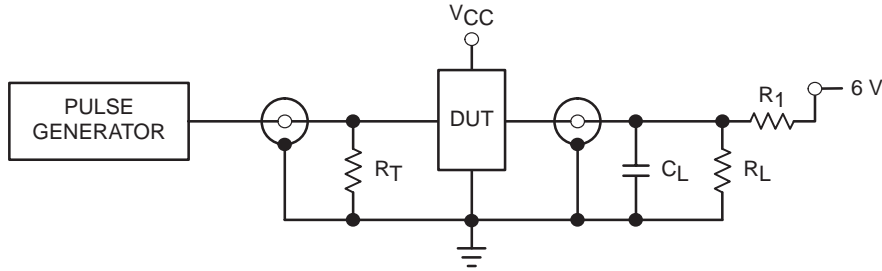 VCC
PULSE
GENERATOR
DUT
R1
6 V
RT
CL
RL